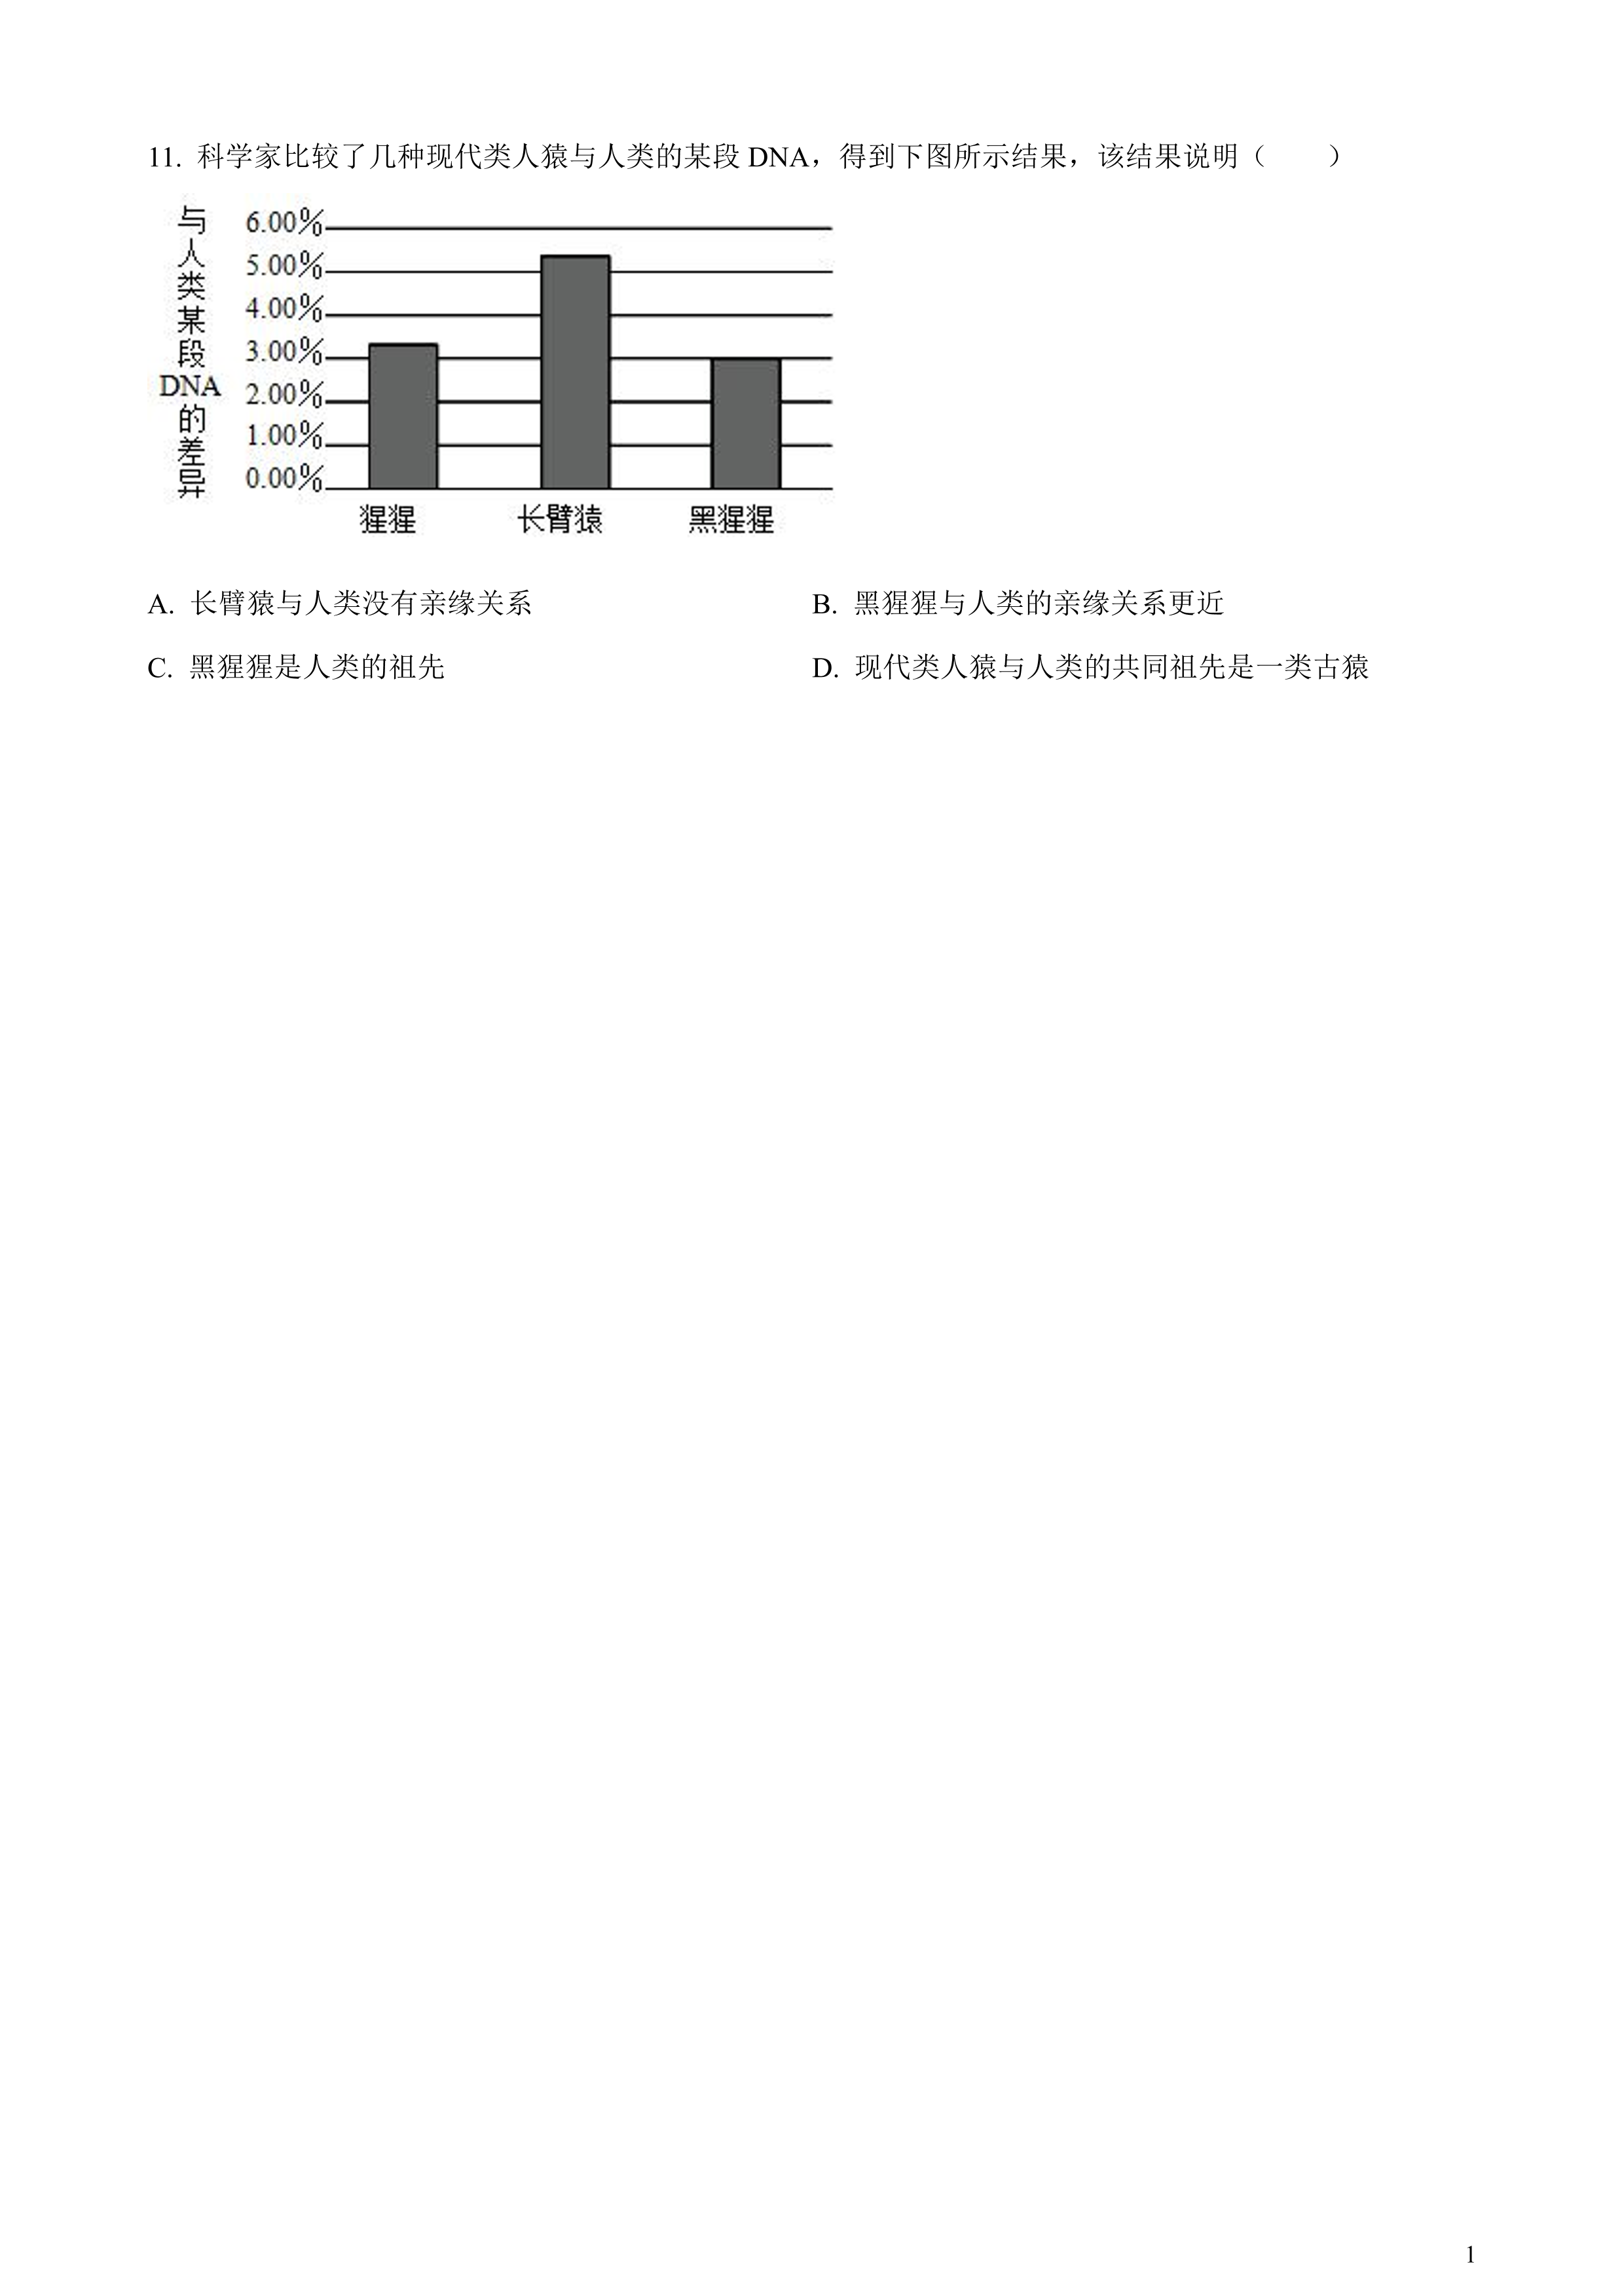 11. 科学家比较了几种现代类人猿与人类的某段 DNA，得到下图所示结果，该结果说明（　　）
与人类某段DNA的差异
6.00%
5.00%
4.00%
3.00%
2.00%
1.00%
0.00%
猩猩 长臂猿 黑猩猩
A. 长臂猿与人类没有亲缘关系 B. 黑猩猩与人类的亲缘关系更近
C. 黑猩猩是人类的祖先 D. 现代类人猿与人类的共同祖先是一类古猿
1